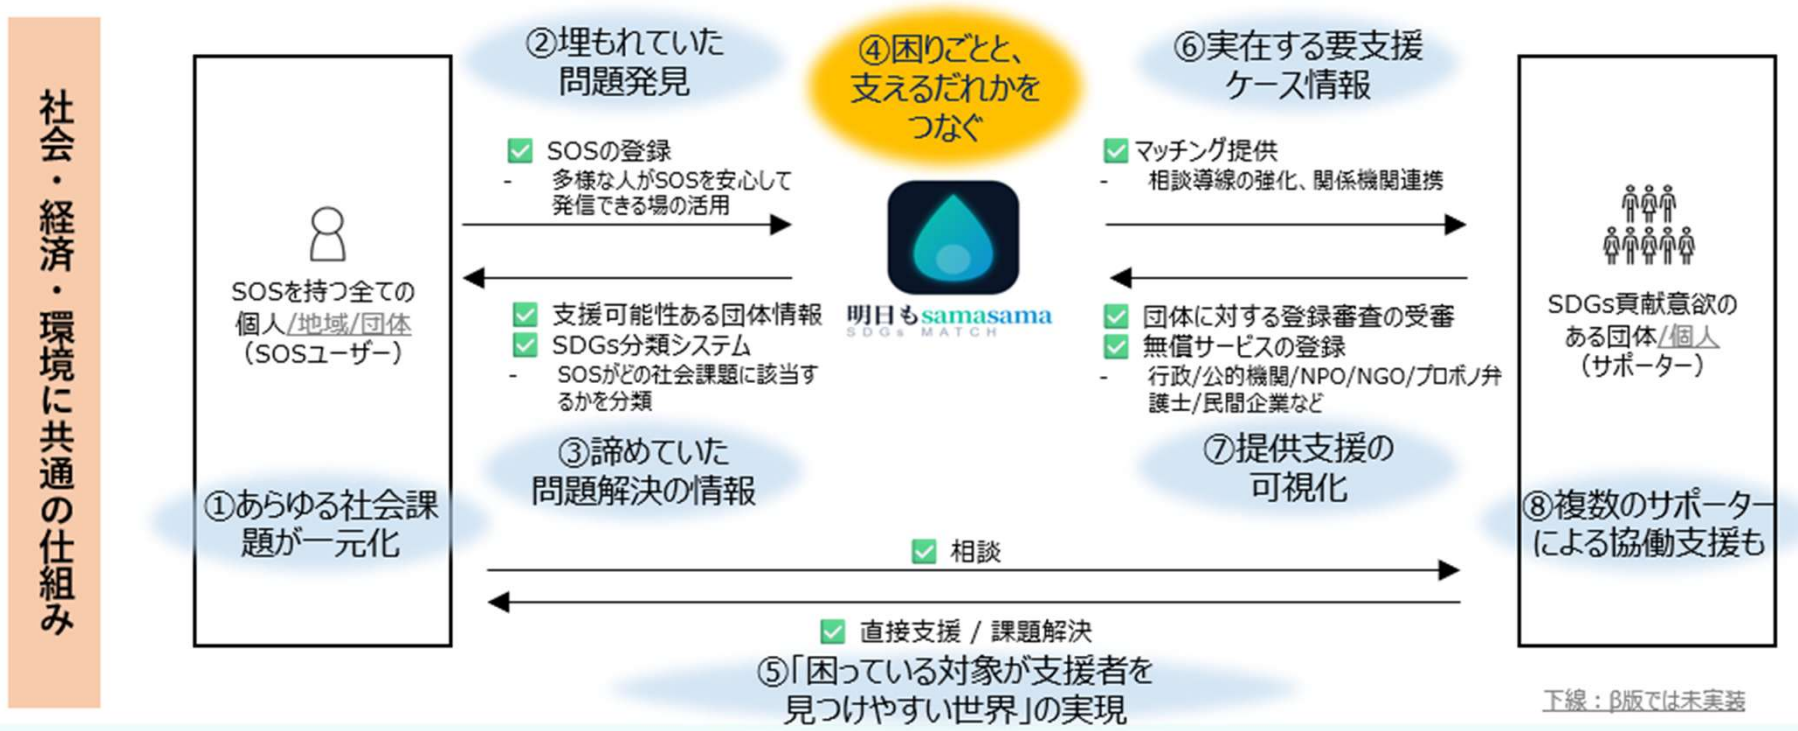 社会・経済・環境に共通の仕組み
SOSを持つ全ての
個人/地域/団体
（SOSユーザー）
①あらゆる社会課
題が一元化
②埋もれていた
問題発見
SOSの登録
- 多様な人がSOSを安心して
発信できる場の活用
支援可能性ある団体情報
SDGs分類システム
- SOSがどの社会課題に該当す
るかを分類
③諦めていた
問題解決の情報
④困りごとと、
支えるだれかを
つなぐ
明日もsamasama
SDGs MATCH
⑥実在する要支援
ケース情報
マッチング提供
- 相談導線の強化、関係機関連携
団体に対する登録審査の受審
無償サービスの登録
- 行政/公的機関/NPO/NGO/プロボノ弁
護士/民間企業など
⑦提供支援の
可視化
SDGs貢献意欲の
ある団体/個人
（サポーター）
⑧複数のサポーター
による協働支援も
相談
直接支援 / 課題解決
⑤「困っている対象が支援者を
見つけやすい世界」の実現
下線：β版では未実装